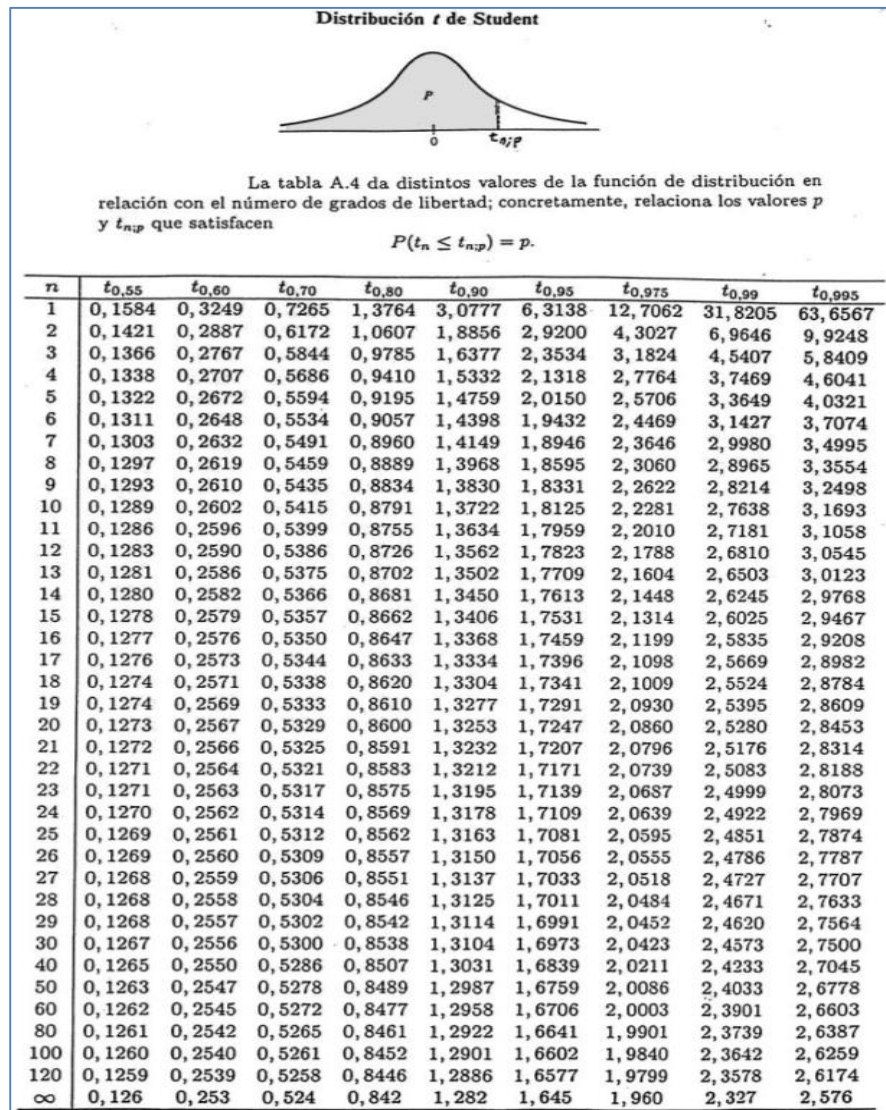 Distribución t de Student
P
0
tn;p
La tabla A.4 da distintos valores de la función de distribución en
relación con el número de grados de libertad; concretamente, relaciona los valores p
y tn;p que satisfacen
P(tn ≤ tn;p) = p.
n t0,55 t0,60 t0,70 t0,80 t0,90 t0,95 t0,975 t0,99 t0,995
1 0,1584 0,3249 0,7265 1,3764 3,0777 6,3138 12,7062 31,8205 63,6567
2 0,1421 0,2887 0,6172 1,0607 1,8856 2,9200 4,3027 6,9646 9,9248
3 0,1366 0,2767 0,5844 0,9785 1,6377 2,3534 3,1824 4,5407 5,8409
4 0,1338 0,2707 0,5686 0,9410 1,5332 2,1318 2,7764 3,7469 4,6041
5 0,1322 0,2672 0,5594 0,9195 1,4759 2,0150 2,5706 3,3649 4,0321
6 0,1311 0,2648 0,5534 0,9057 1,4398 1,9432 2,4469 3,1427 3,7074
7 0,1303 0,2632 0,5491 0,8960 1,4149 1,8946 2,3646 2,9980 3,4995
8 0,1297 0,2619 0,5459 0,8889 1,3968 1,8595 2,3060 2,8965 3,3554
9 0,1293 0,2610 0,5435 0,8834 1,3830 1,8331 2,2622 2,8214 3,2498
10 0,1289 0,2602 0,5415 0,8791 1,3722 1,8125 2,2281 2,7638 3,1693
11 0,1286 0,2596 0,5399 0,8755 1,3634 1,7959 2,2010 2,7181 3,1058
12 0,1283 0,2590 0,5386 0,8726 1,3562 1,7823 2,1788 2,6810 3,0545
13 0,1281 0,2586 0,5375 0,8702 1,3502 1,7709 2,1604 2,6503 3,0123
14 0,1280 0,2582 0,5366 0,8681 1,3450 1,7613 2,1448 2,6245 2,9768
15 0,1278 0,2579 0,5357 0,8662 1,3406 1,7531 2,1314 2,6025 2,9467
16 0,1277 0,2576 0,5350 0,8647 1,3368 1,7459 2,1199 2,5835 2,9208
17 0,1276 0,2573 0,5344 0,8633 1,3334 1,7396 2,1098 2,5669 2,8982
18 0,1274 0,2571 0,5338 0,8620 1,3304 1,7341 2,1009 2,5524 2,8784
19 0,1274 0,2569 0,5333 0,8610 1,3277 1,7291 2,0930 2,5395 2,8609
20 0,1273 0,2567 0,5329 0,8600 1,3253 1,7247 2,0860 2,5280 2,8453
21 0,1272 0,2566 0,5325 0,8591 1,3232 1,7207 2,0796 2,5176 2,8314
22 0,1271 0,2564 0,5321 0,8583 1,3212 1,7171 2,0739 2,5083 2,8188
23 0,1271 0,2563 0,5317 0,8575 1,3195 1,7139 2,0687 2,4999 2,8073
24 0,1270 0,2562 0,5314 0,8569 1,3178 1,7109 2,0639 2,4922 2,7969
25 0,1269 0,2561 0,5312 0,8562 1,3163 1,7081 2,0595 2,4851 2,7874
26 0,1269 0,2560 0,5309 0,8557 1,3150 1,7056 2,0555 2,4786 2,7787
27 0,1268 0,2559 0,5306 0,8551 1,3137 1,7033 2,0518 2,4727 2,7707
28 0,1268 0,2558 0,5304 0,8546 1,3125 1,7011 2,0484 2,4671 2,7633
29 0,1268 0,2557 0,5302 0,8542 1,3114 1,6991 2,0452 2,4620 2,7564
30 0,1267 0,2556 0,5300 0,8538 1,3104 1,6973 2,0423 2,4573 2,7500
40 0,1265 0,2550 0,5286 0,8507 1,3031 1,6839 2,0211 2,4233 2,7045
50 0,1263 0,2547 0,5278 0,8489 1,2987 1,6759 2,0086 2,4033 2,6778
60 0,1262 0,2545 0,5272 0,8477 1,2958 1,6706 2,0003 2,3901 2,6603
80 0,1261 0,2542 0,5265 0,8461 1,2922 1,6641 1,9901 2,3739 2,6387
100 0,1260 0,2540 0,5261 0,8452 1,2901 1,6602 1,9840 2,3642 2,6259
120 0,1259 0,2539 0,5258 0,8446 1,2886 1,6577 1,9799 2,3578 2,6174
∞ 0,126 0,253 0,524 0,842 1,282 1,645 1,960 2,327 2,576